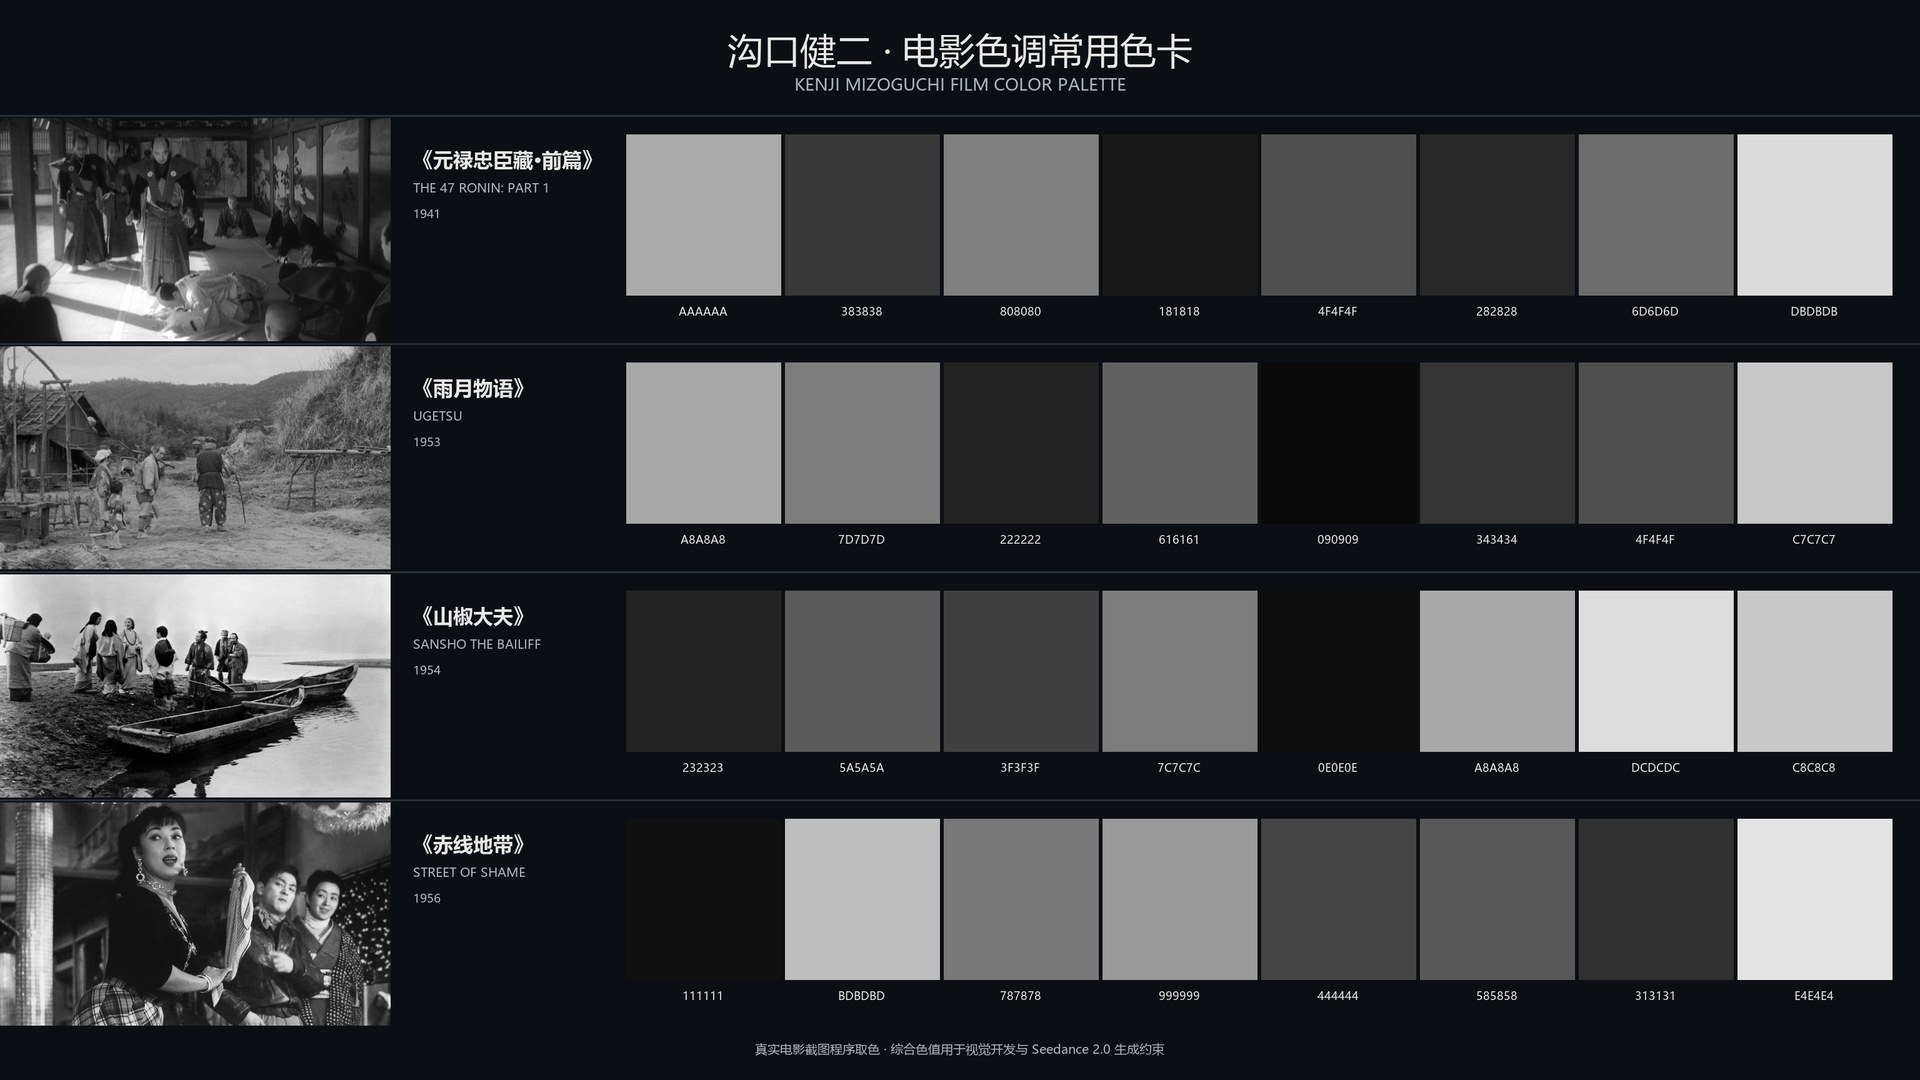 沟口健二 · 电影色调常用色卡
KENJI MIZOGUCHI FILM COLOR PALETTE
《元禄忠臣藏·前篇》
THE 47 RONIN: PART 1
1941
AAAAAA 383838 808080 181818 4F4F4F 282828 6D6D6D DBDBDB
《雨月物语》
UGETSU
1953
A8A8A8 7D7D7D 222222 616161 090909 343434 4F4F4F C7C7C7
《山椒大夫》
SANSHO THE BAILIFF
1954
232323 5A5A5A 3F3F3F 7C7C7C 0E0E0E A8A8A8 DCDCDC C8C8C8
《赤线地带》
STREET OF SHAME
1956
111111 BDBDBD 787878 999999 444444 585858 313131 E4E4E4
真实电影截图程序取色 · 综合色值用于视觉开发与 Seedance 2.0 生成约束